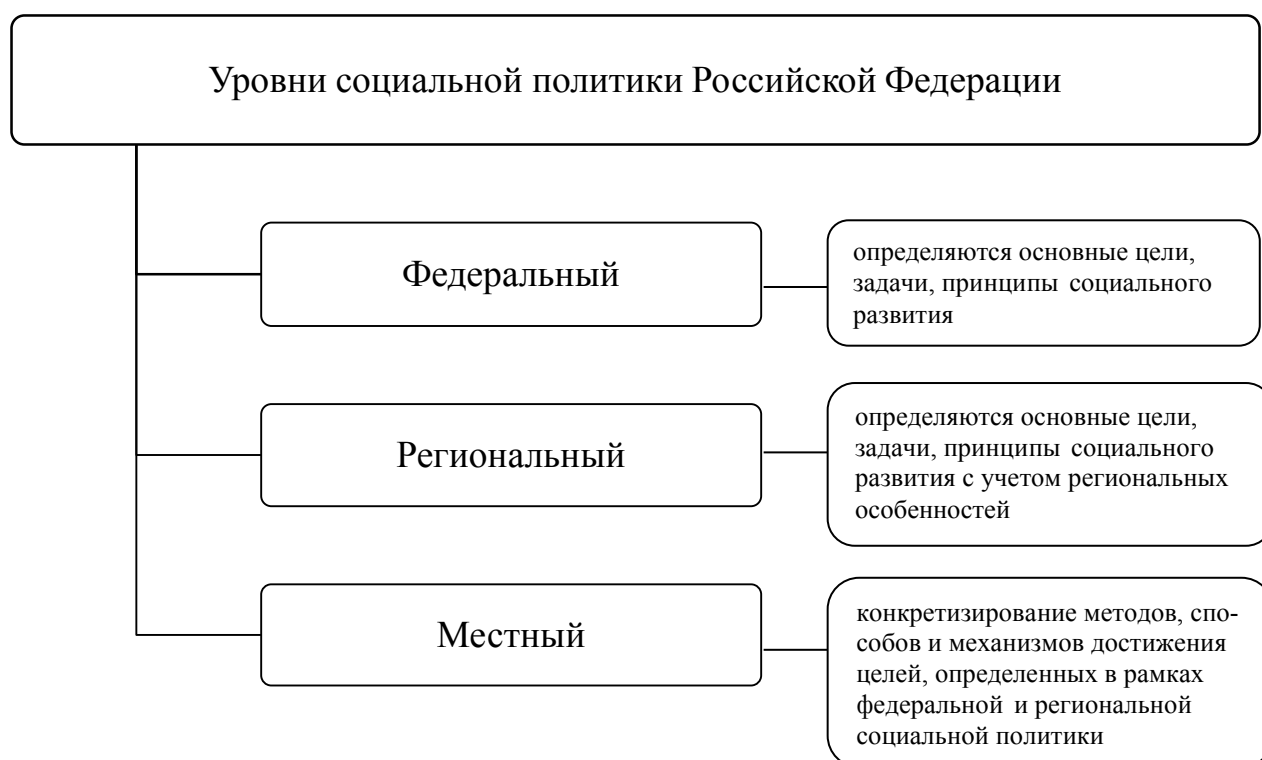 Уровни социальной политики Российской Федерации
Федеральный
определяются основные цели,
задачи, принципы социального
развития
Региональный
определяются основные цели,
задачи, принципы социального
развития с учетом региональных
особенностей
Местный
конкретизирование методов, спо-
собов и механизмов достижения
целей, определенных в рамках
федеральной и региональной
социальной политики